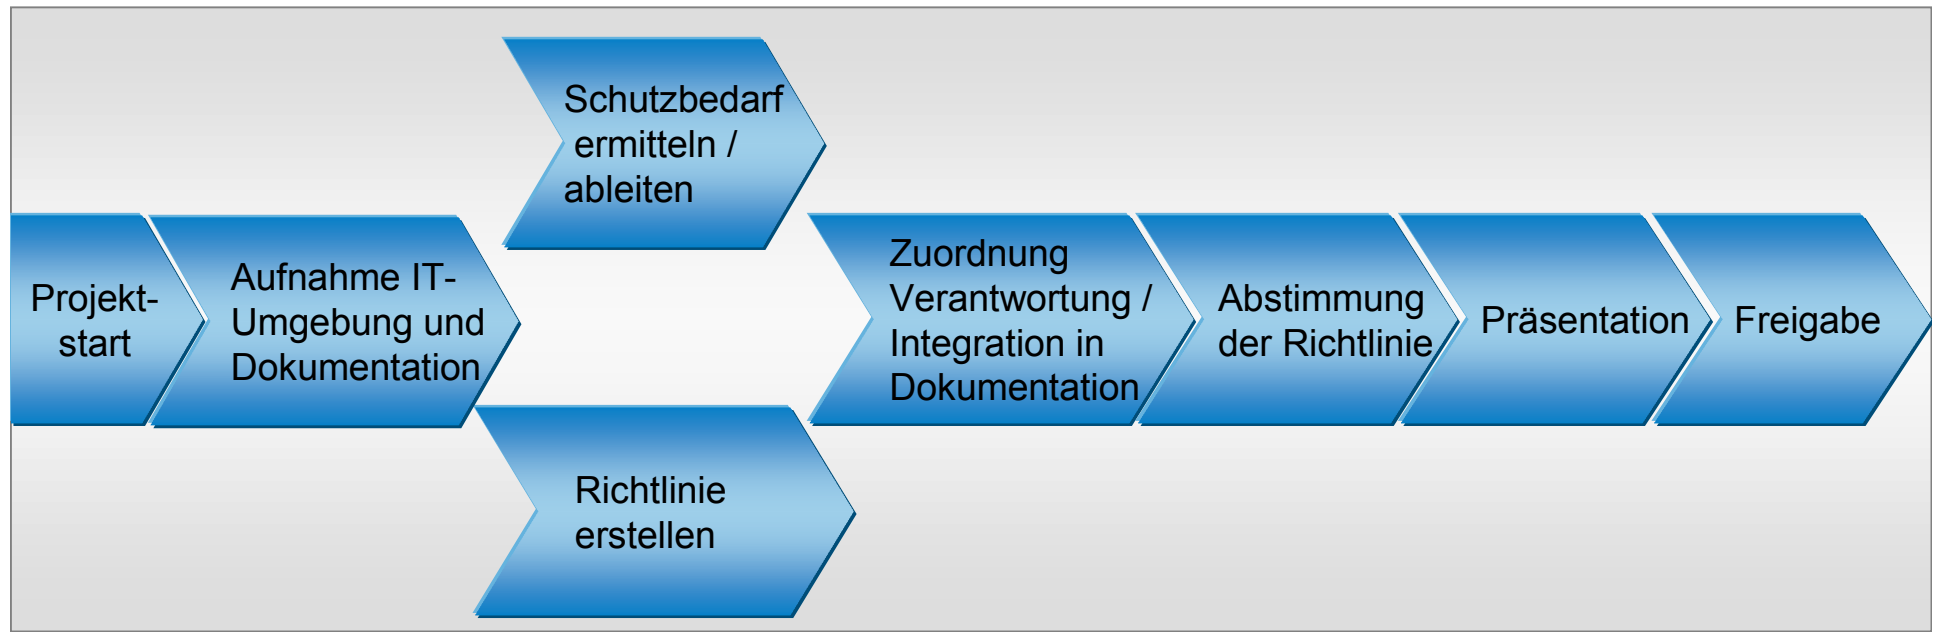 Projekt-
start
Aufnahme IT-
Umgebung und
Dokumentation
Schutzbedarf
ermitteln /
ableiten
Richtlinie
erstellen
Zuordnung
Verantwortung /
Integration in
Dokumentation
Abstimmung
der Richtlinie
Präsentation
Freigabe